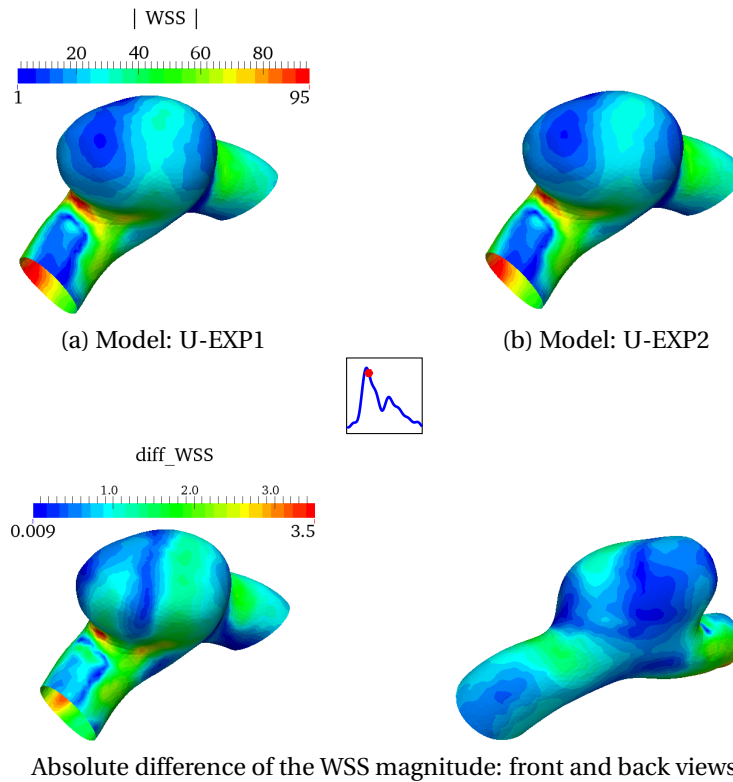 | WSS |
20 40 60 80
1 95
(a) Model: U-EXP1
(b) Model: U-EXP2
diff_WSS
1.0 2.0 3.0
0.009 3.5
Absolute difference of the WSS magnitude: front and back views